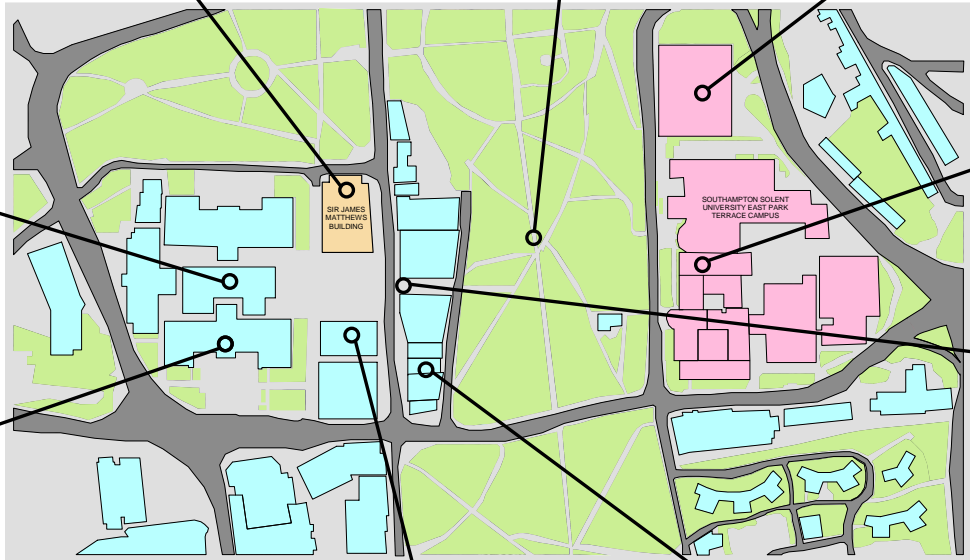 SIR JAMES
MATTHEWS
BUILDING
SOUTHAMPTON SOLENT
UNIVERSITY EAST PARK
TERRACE CAMPUS